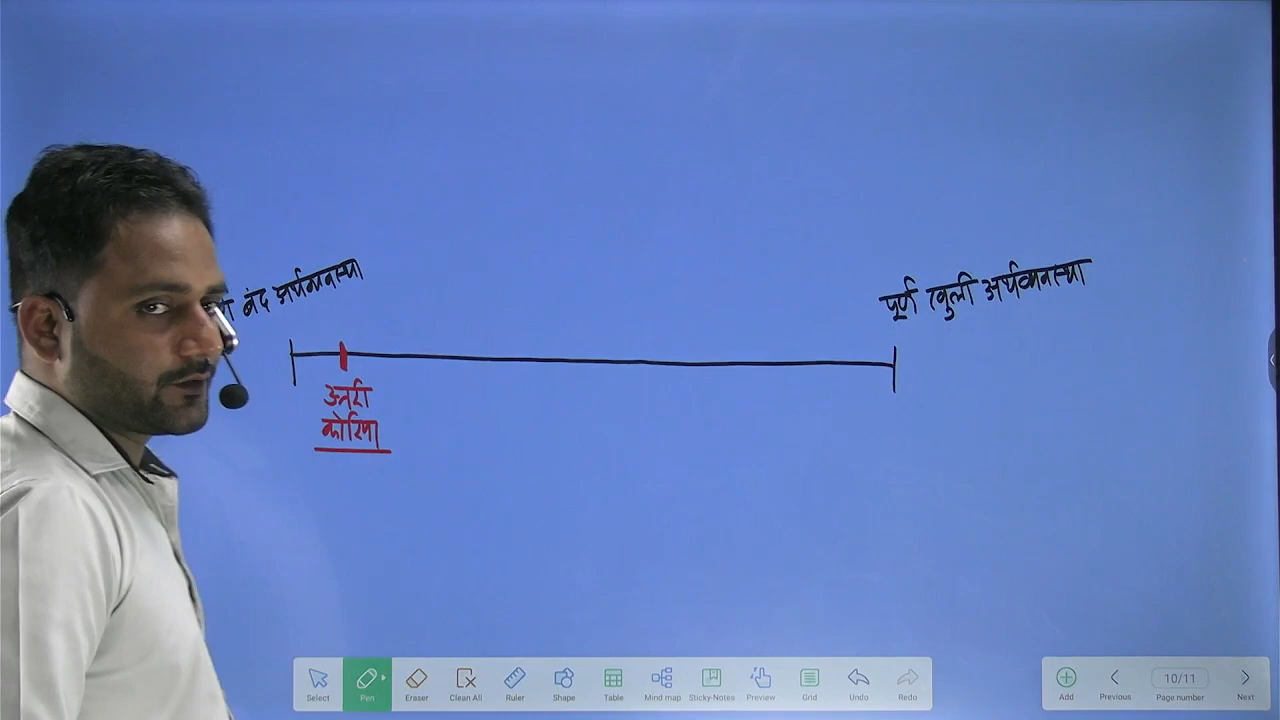 बंद अर्थव्यवस्था
पूर्ण खुली अर्थव्यवस्था
उत्तरी
कोरिया
Select
Pen
Eraser
Clean All
Ruler
Shape
Table
Mind map
Sticky-Notes
Preview
Grid
Undo
Redo
Add
Previous
10/11
Page number
Next